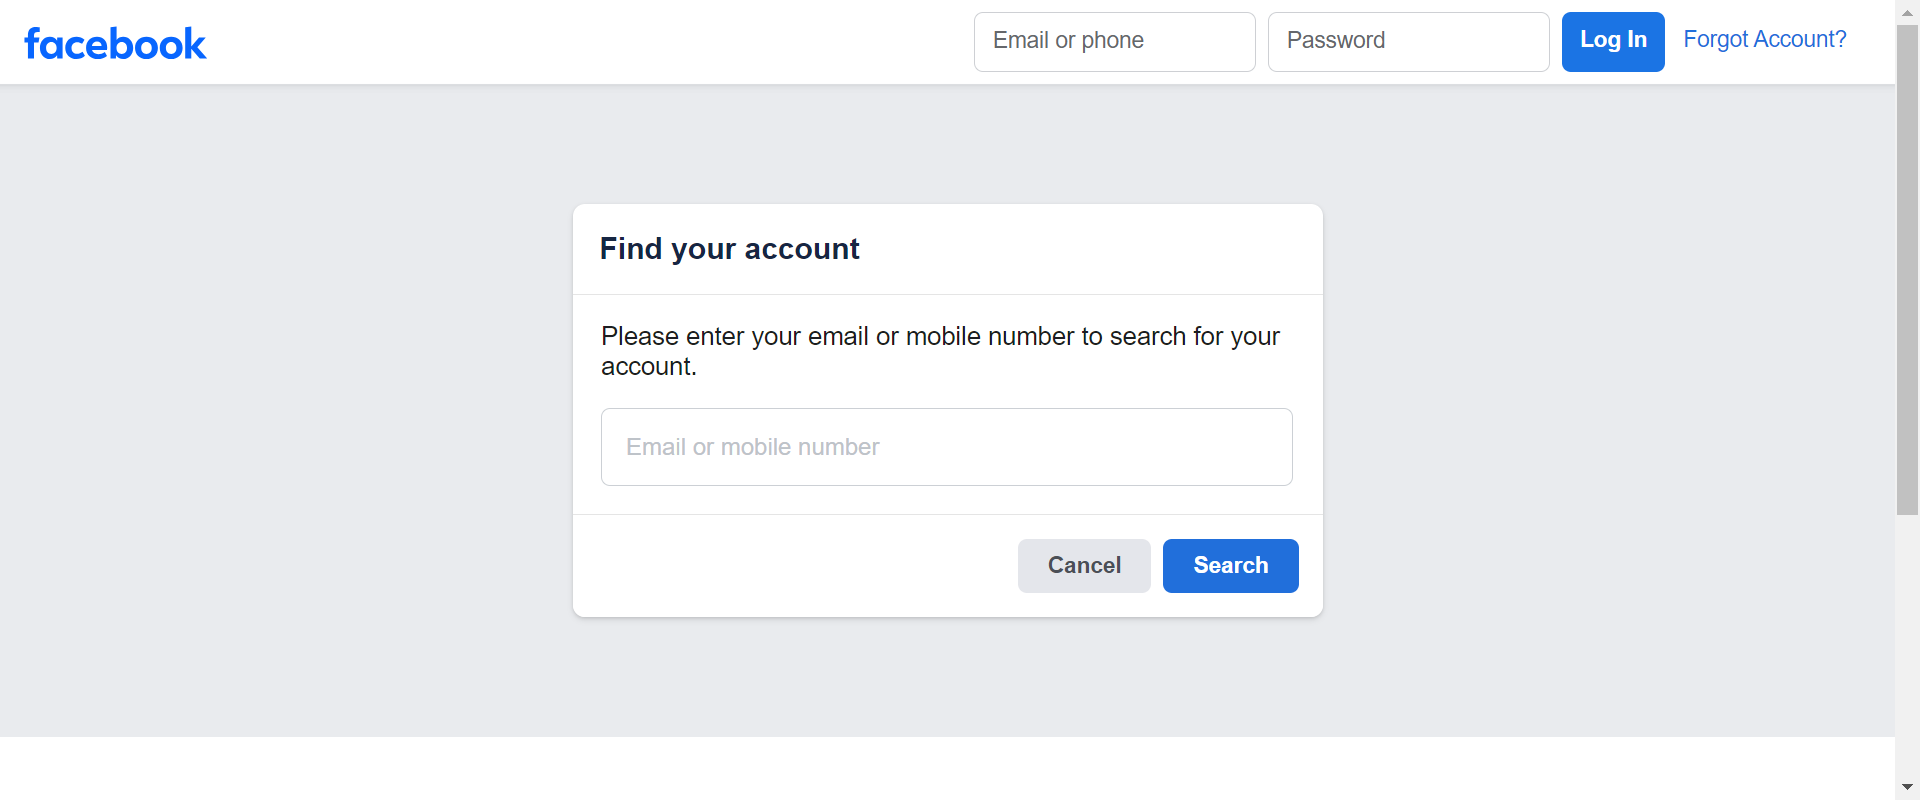 facebook
Email or phone
Password
Log In
Forgot Account?
Find your account
Please enter your email or mobile number to search for your
account.
Email or mobile number
Cancel
Search